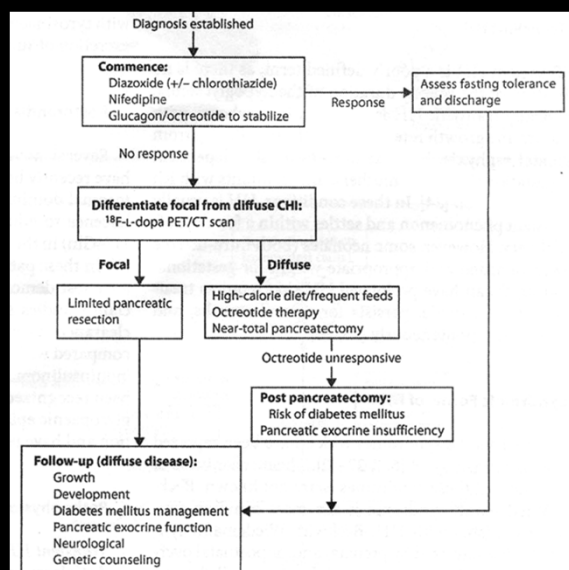 Diagnosis established
Commence:
Diazoxide (+/– chlorothiazide)
Nifedipine
Glucagon/octreotide to stabilize
Response
Assess fasting tolerance
and discharge
No response
Differentiate focal from diffuse CHI:
¹⁸F-L-dopa PET/CT scan
Focal
Diffuse
Limited pancreatic
resection
High-calorie diet/frequent feeds
Octreotide therapy
Near-total pancreatectomy
Octreotide unresponsive
Post pancreatectomy:
Risk of diabetes mellitus
Pancreatic exocrine insufficiency
Follow-up (diffuse disease):
Growth
Development
Diabetes mellitus management
Pancreatic exocrine function
Neurological
Genetic counseling